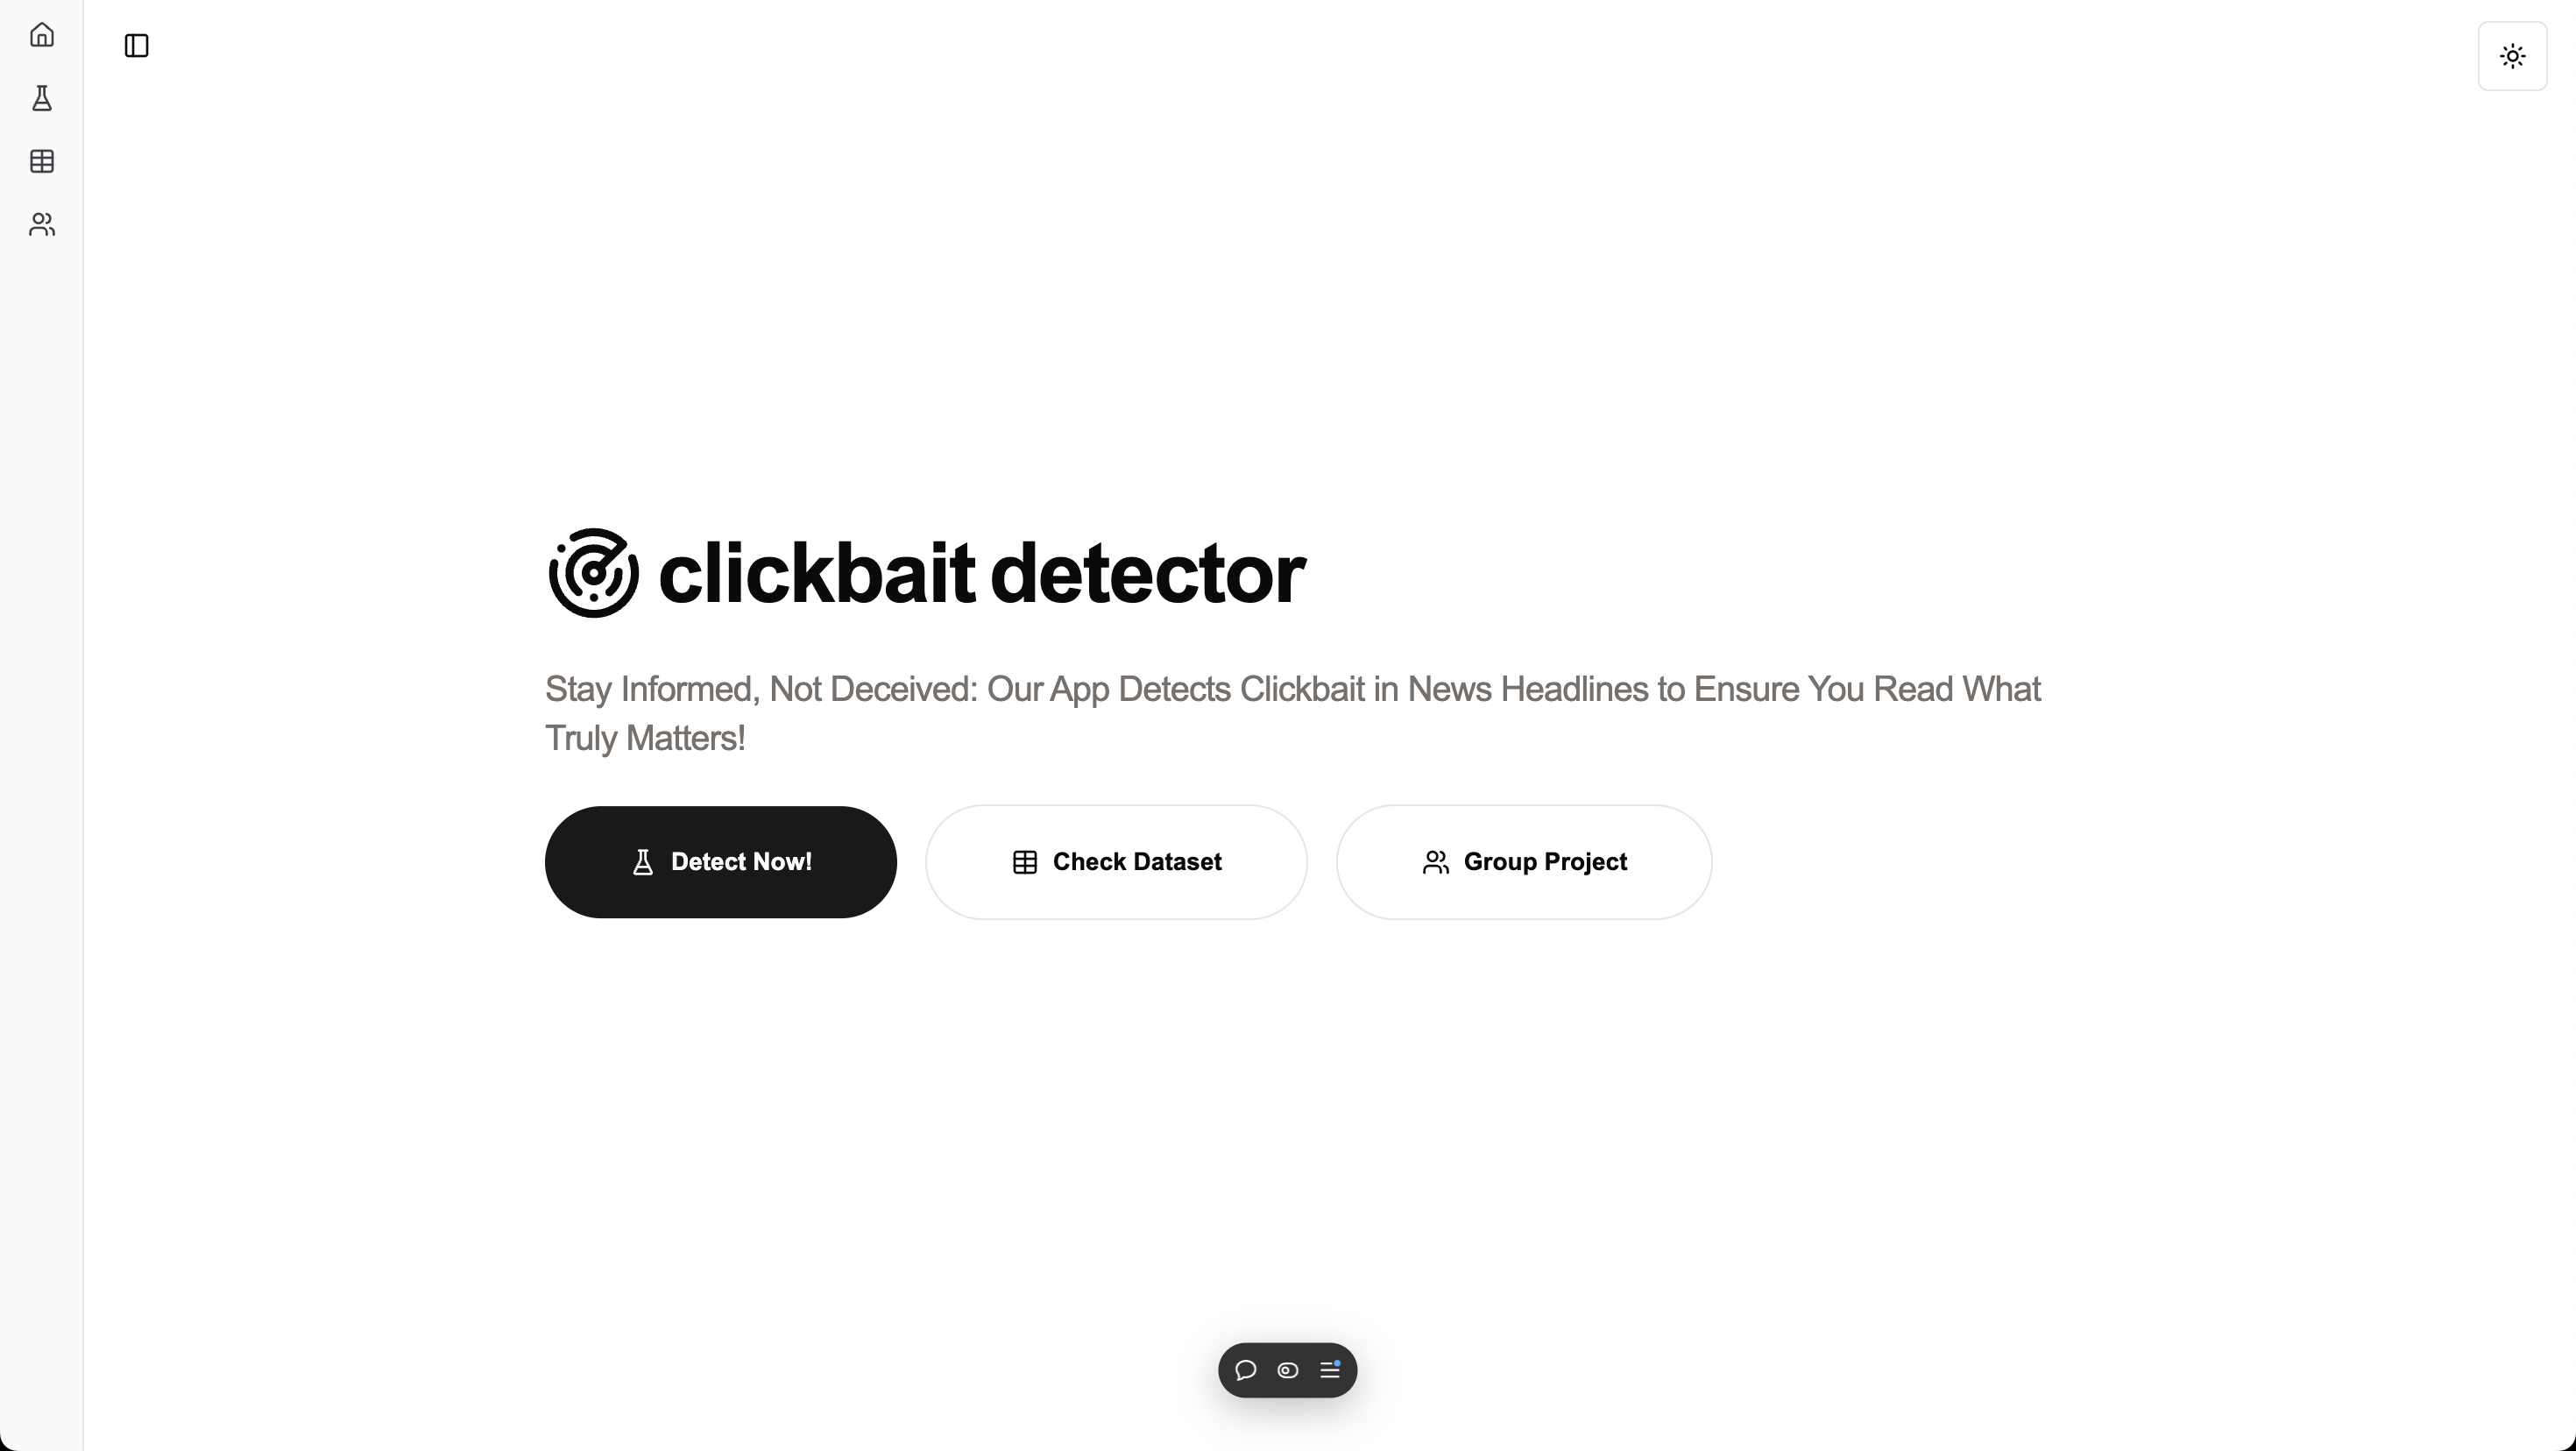 clickbait detector
Stay Informed, Not Deceived: Our App Detects Clickbait in News Headlines to Ensure You Read What
Truly Matters!
Detect Now!
Check Dataset
Group Project